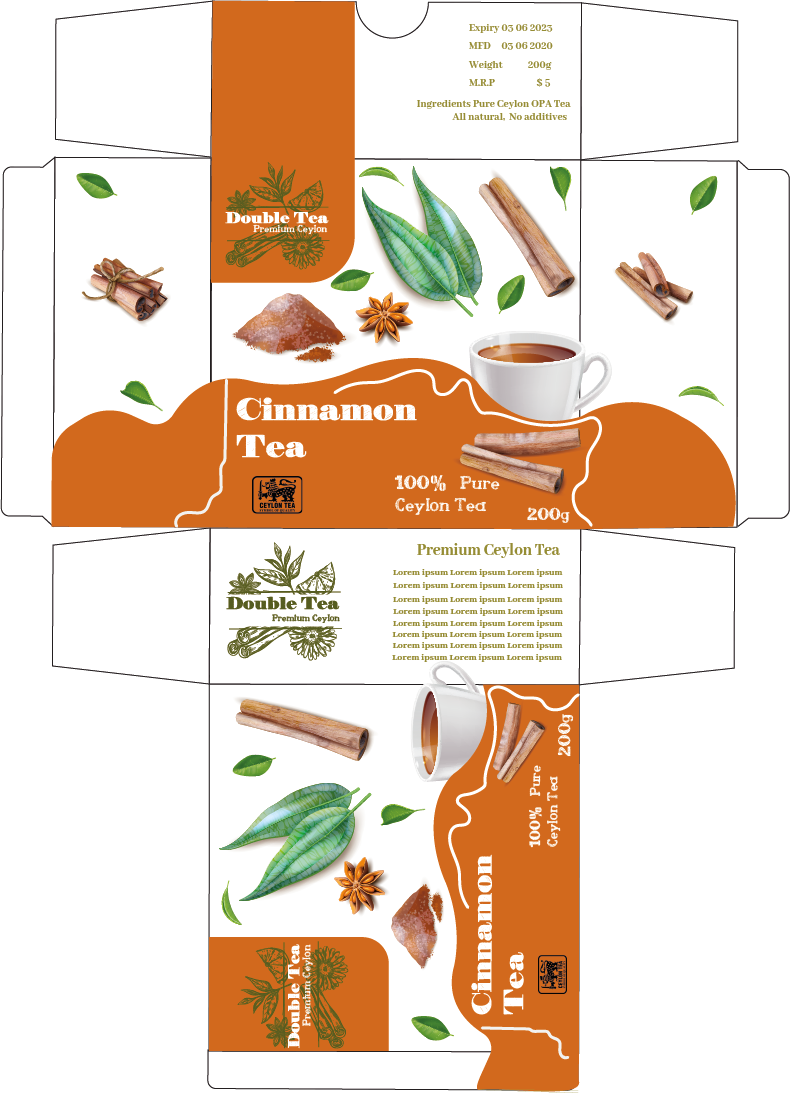 Expiry 03 06 2023
MFD 03 06 2020
Weight 200g
M.R.P $ 5
Ingredients Pure Ceylon OPA Tea
All natural, No additives
Double Tea
Premium Ceylon
Cinnamon
Tea
CEYLON TEA
100% Pure
Ceylon Tea
200g
Premium Ceylon Tea
Double Tea
Premium Ceylon
Lorem ipsum Lorem ipsum Lorem ipsum
Lorem ipsum Lorem ipsum Lorem ipsum
Lorem ipsum Lorem ipsum Lorem ipsum
Lorem ipsum Lorem ipsum Lorem ipsum
Lorem ipsum Lorem ipsum Lorem ipsum
Lorem ipsum Lorem ipsum Lorem ipsum
Lorem ipsum Lorem ipsum Lorem ipsum
Lorem ipsum Lorem ipsum Lorem ipsum
200g
100% Pure
Ceylon Tea
Cinnamon
Tea
CEYLON TEA
Double Tea
Premium Ceylon